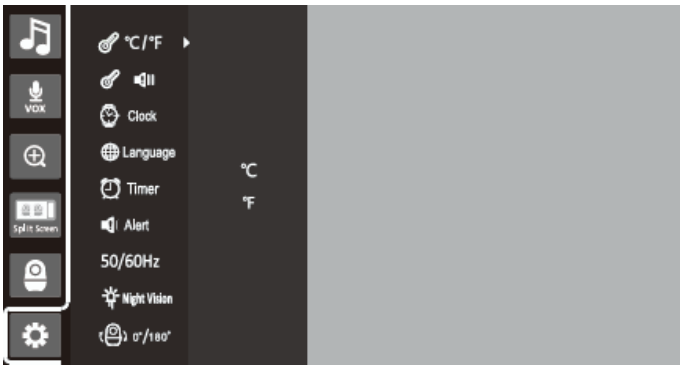 VOX
Split Screen
°C/°F
Clock
Language
Timer
Alert
50/60Hz
Night Vision
0°/180°
°C
°F